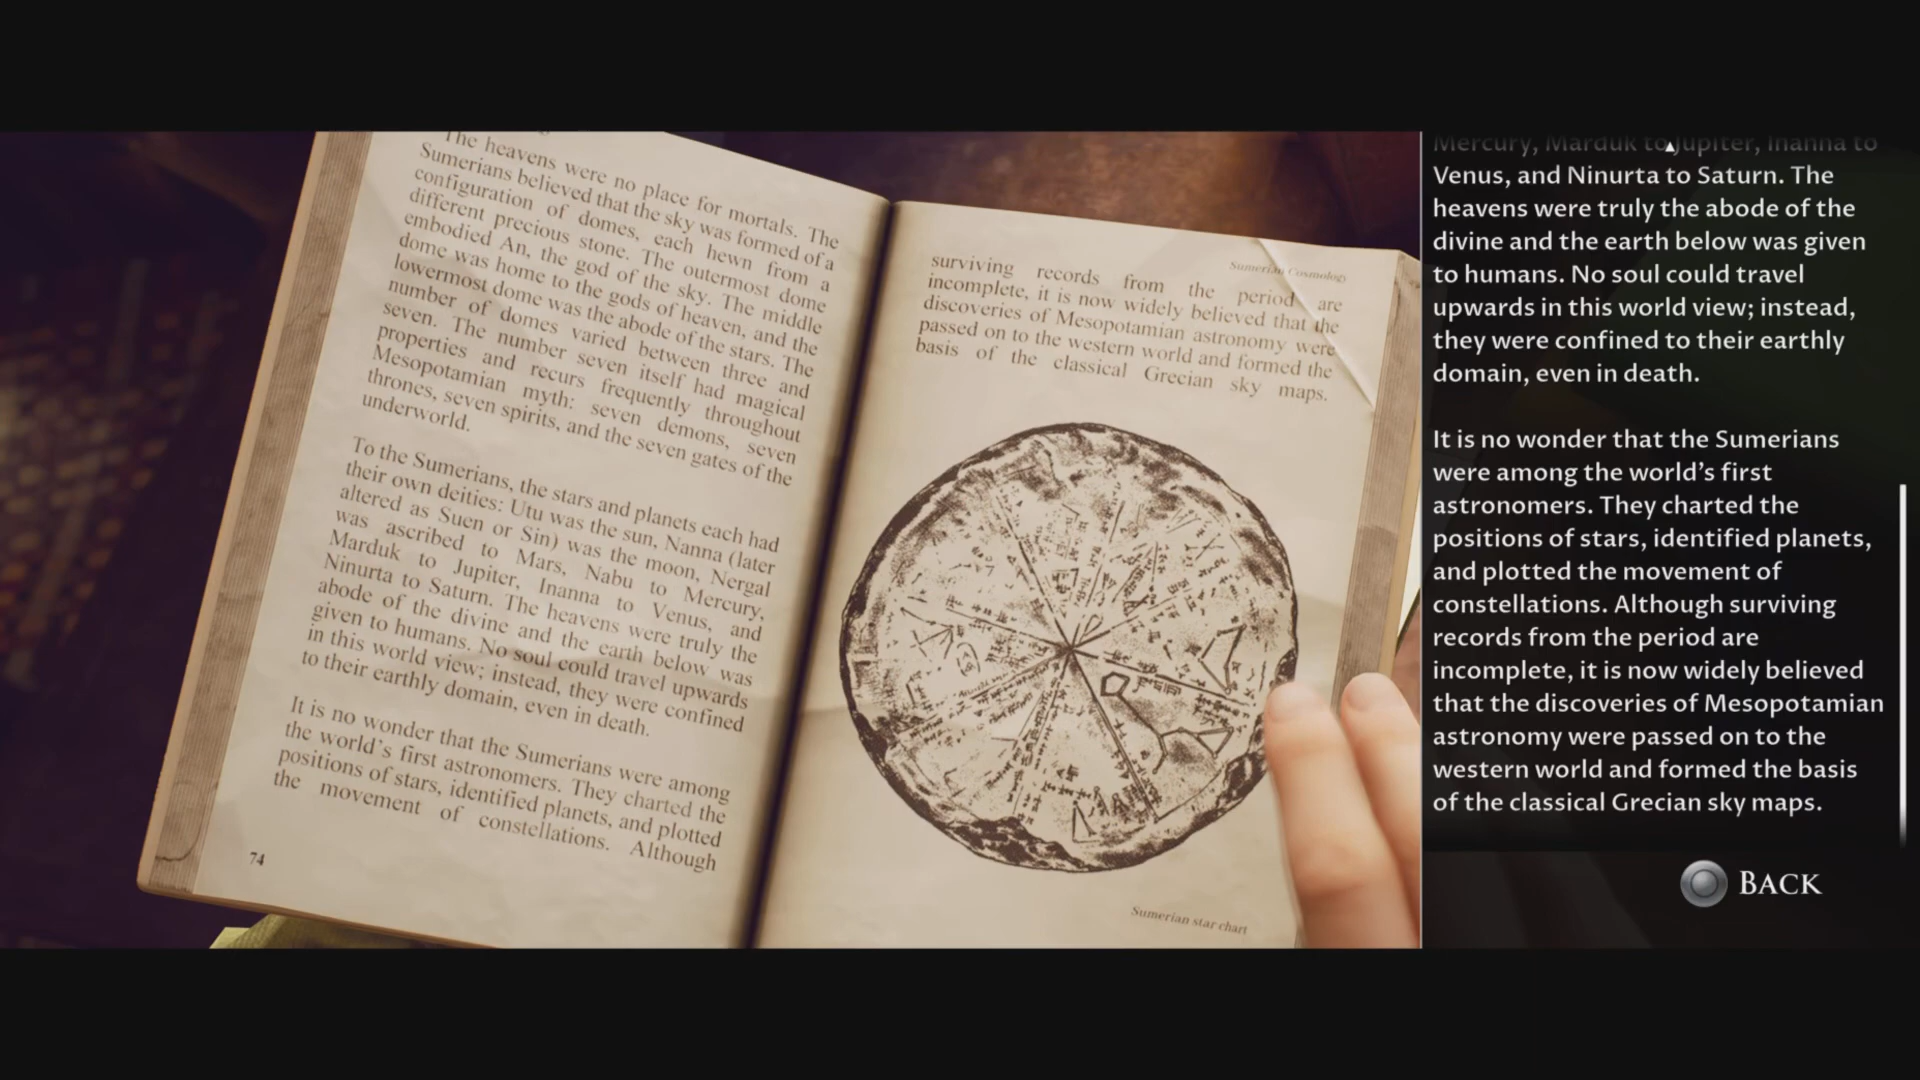 The heavens were no place for mortals. The
Sumerians believed that the sky was formed of a
configuration of domes, each hewn from a
different precious stone. The outermost dome
embodied An, the god of the sky. The middle
dome was home to the gods of heaven, and the
lowermost dome was the abode of the stars. The
number of domes varied between three and
seven. The number seven itself had magical
properties and recurs frequently throughout
Mesopotamian myth: seven demons, seven
thrones, seven spirits, and the seven gates of the
underworld.
To the Sumerians, the stars and planets each had
their own deities: Utu was the sun, Nanna (later
altered as Suen or Sin) was the moon, Nergal
was ascribed to Mars, Nabu to Mercury,
Marduk to Jupiter, Inanna to Venus, and
Ninurta to Saturn. The heavens were truly the
abode of the divine and the earth below was
given to humans. No soul could travel upwards
in this world view; instead, they were confined
to their earthly domain, even in death.
It is no wonder that the Sumerians were among
the world's first astronomers. They charted the
positions of stars, identified planets, and plotted
the movement of constellations. Although
74
Sumerian Cosmology
surviving records from the period are
incomplete, it is now widely believed that the
discoveries of Mesopotamian astronomy were
passed on to the western world and formed the
basis of the classical Grecian sky maps.
Sumerian star chart
Mercury, Marduk to Jupiter, Inanna to
Venus, and Ninurta to Saturn. The
heavens were truly the abode of the
divine and the earth below was given
to humans. No soul could travel
upwards in this world view; instead,
they were confined to their earthly
domain, even in death.
It is no wonder that the Sumerians
were among the world's first
astronomers. They charted the
positions of stars, identified planets,
and plotted the movement of
constellations. Although surviving
records from the period are
incomplete, it is now widely believed
that the discoveries of Mesopotamian
astronomy were passed on to the
western world and formed the basis
of the classical Grecian sky maps.
BACK